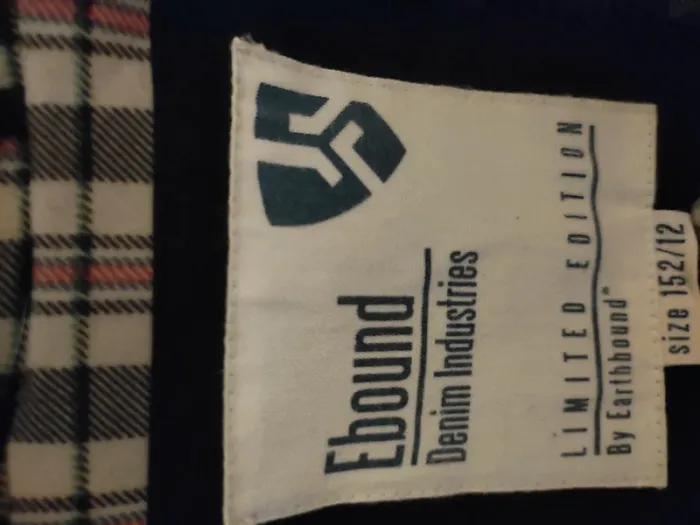 Ebound
Denim Industries
LIMITED EDITION
By Earthbound®
size 152/12